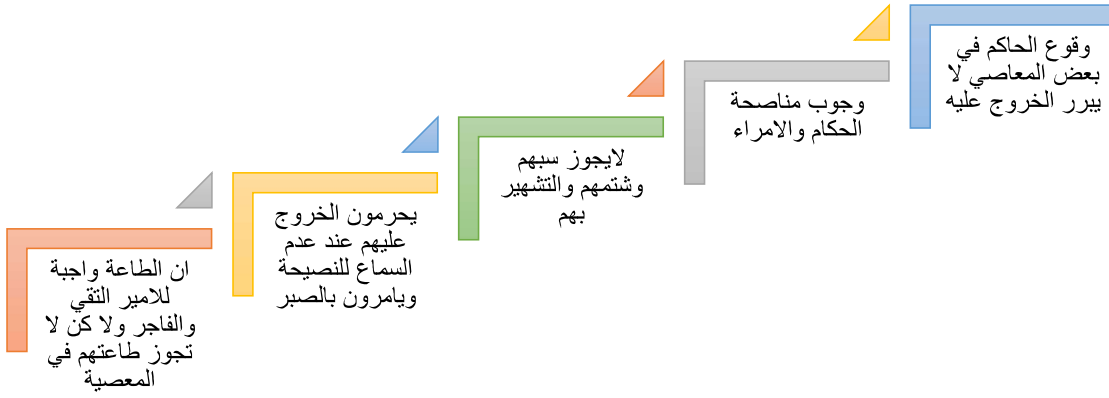 وقوع الحاكم في
بعض المعاصي لا
يبرر الخروج عليه
وجوب مناصحة
الحكام والامراء
لايجوز سبهم
وشتمهم والتشهير
بهم
يحرمون الخروج
عليهم عند عدم
السماع للنصيحة
ويامرون بالصبر
ان الطاعة واجبة
للامير التقي
والفاجر ولا كن لا
تجوز طاعتهم في
المعصية